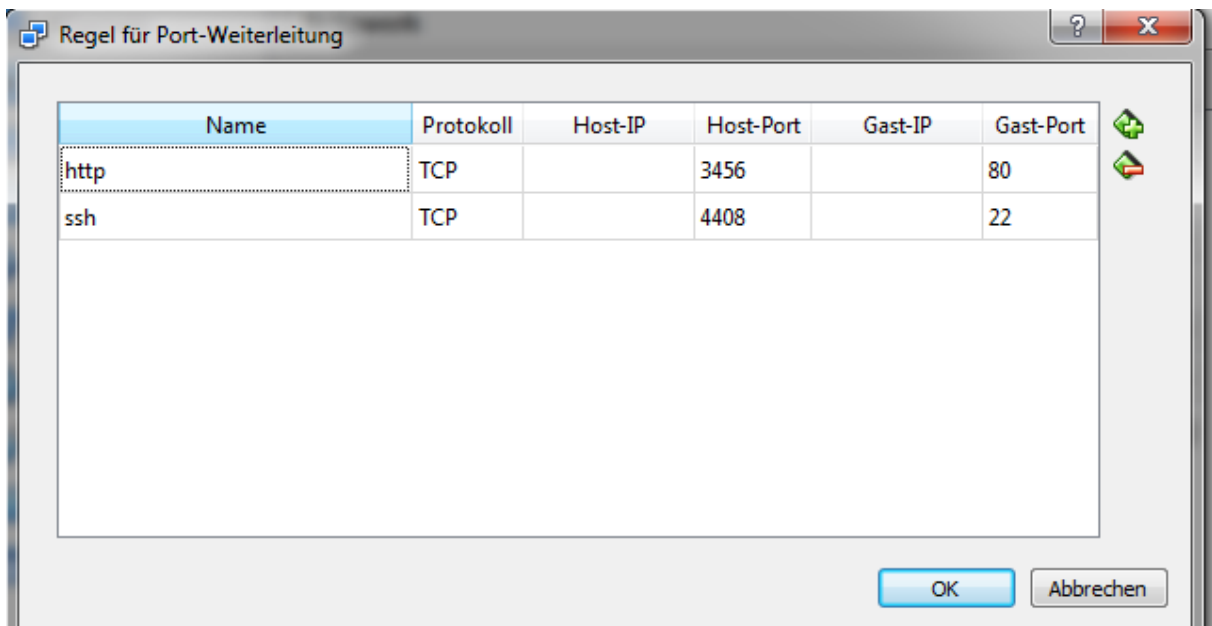 Regel für Port-Weiterleitung
Name Protokoll Host-IP Host-Port Gast-IP Gast-Port
http TCP 3456 80
ssh TCP 4408 22
OK Abbrechen